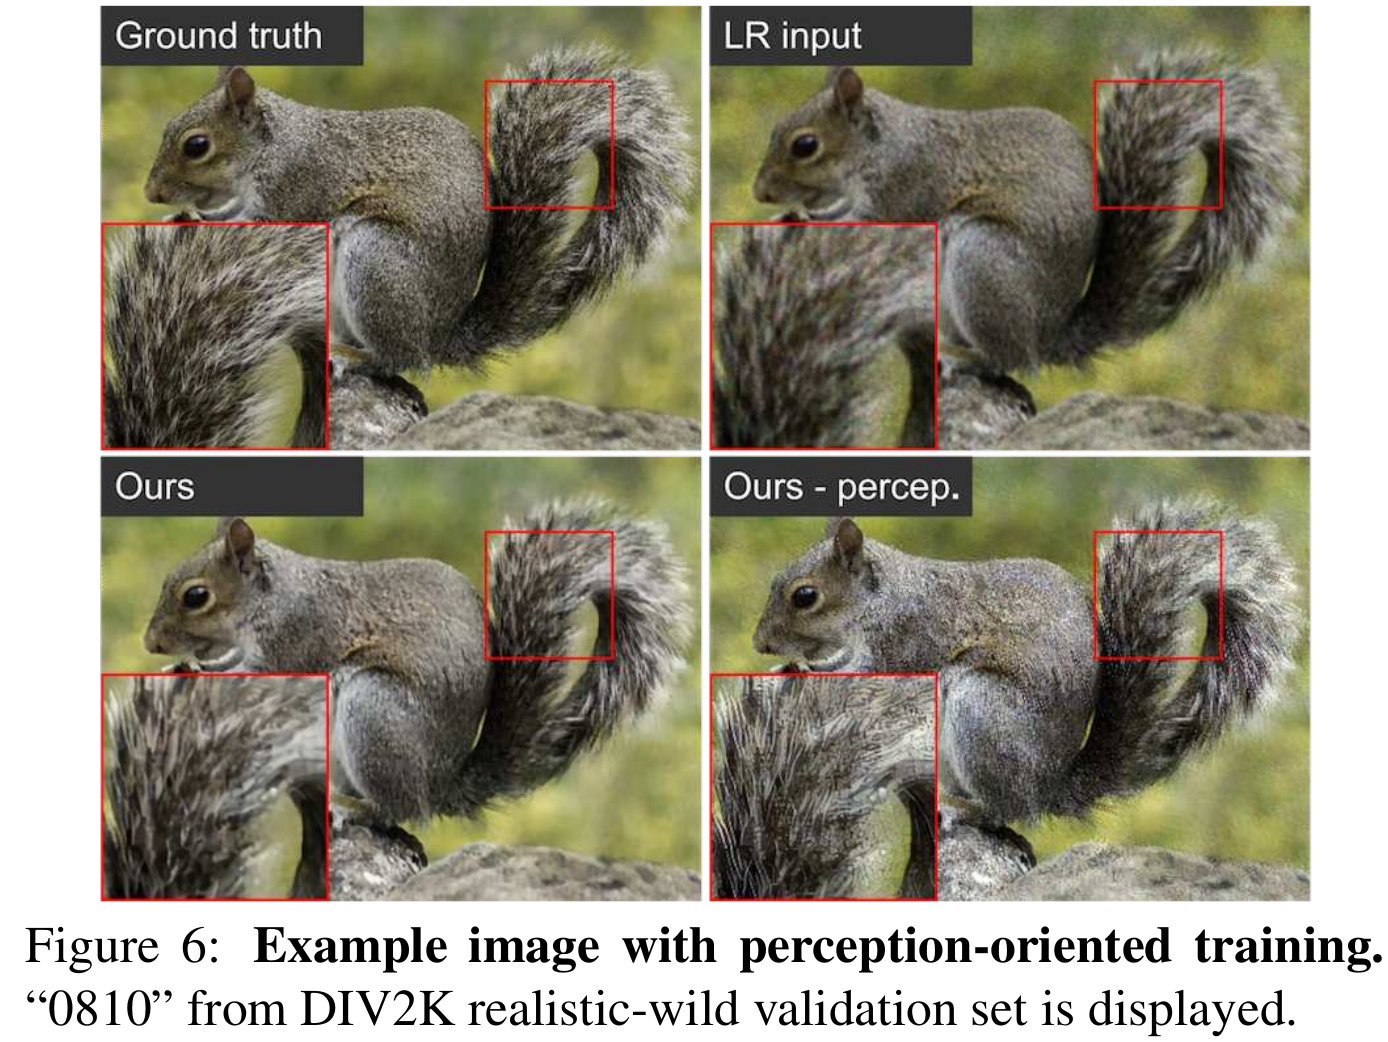 Ground truth
LR input
Ours
Ours - percep.
Figure 6: Example image with perception-oriented training.
“0810” from DIV2K realistic-wild validation set is displayed.